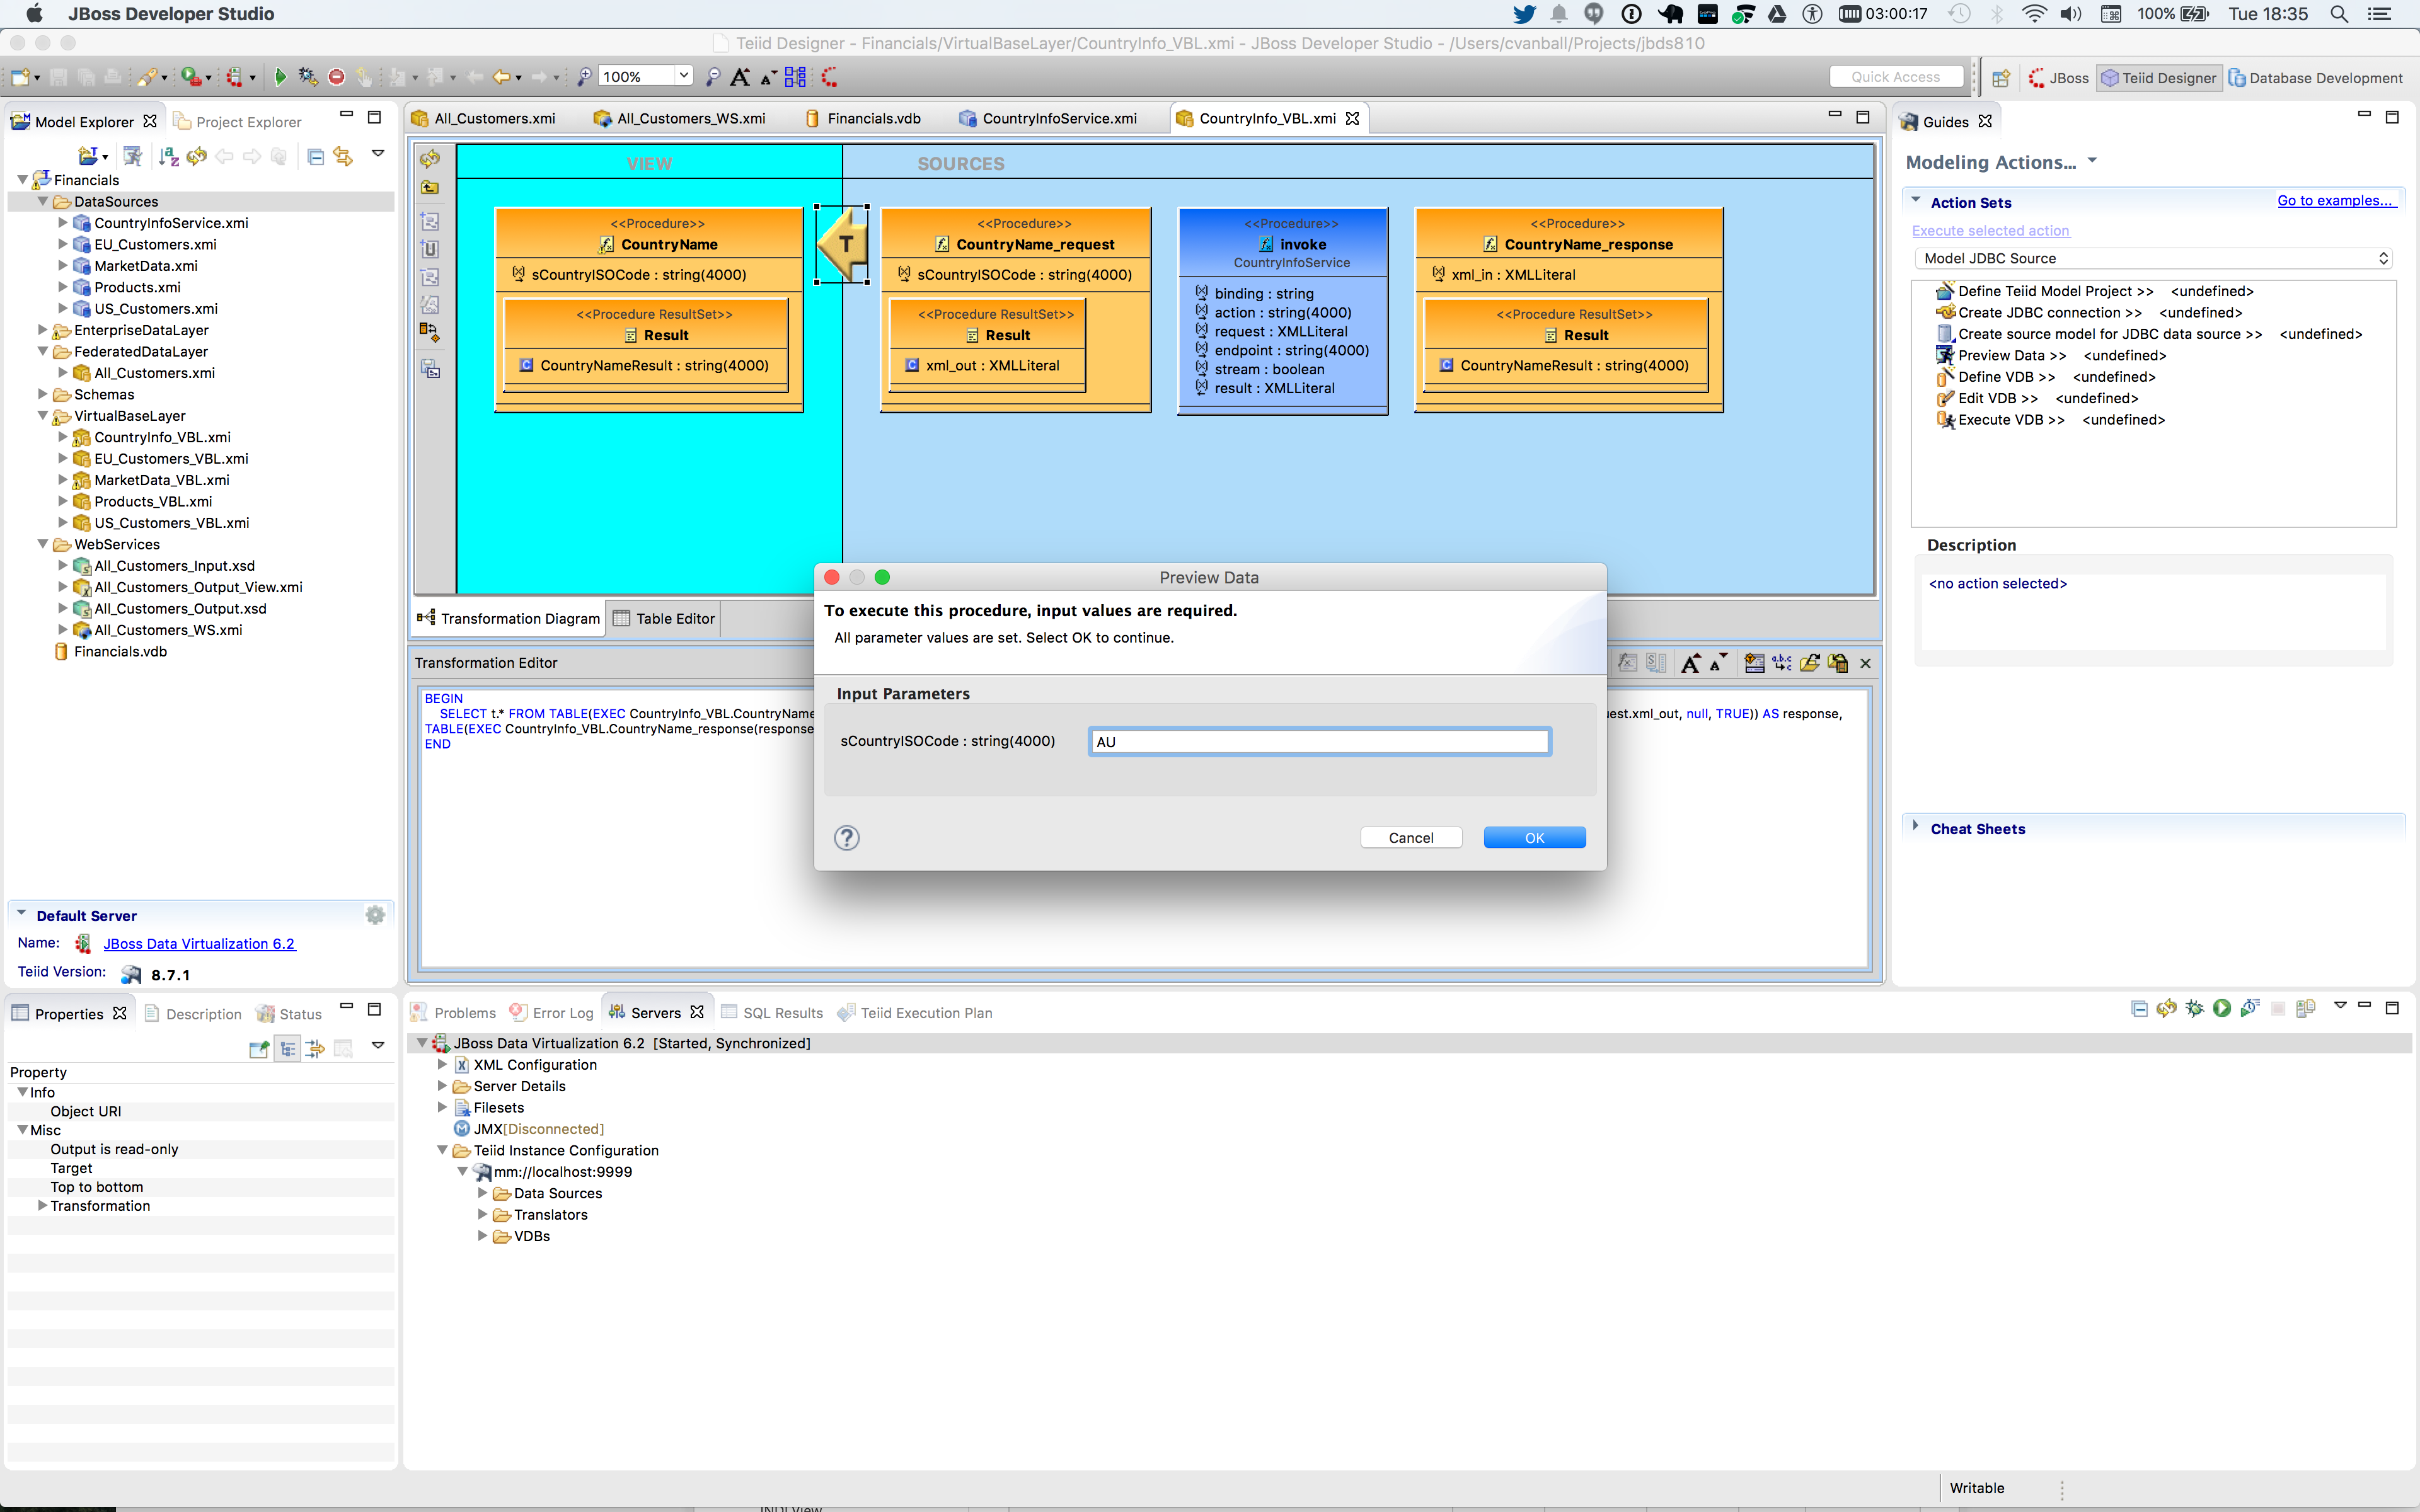 JBoss Developer Studio
03:00:17
100%
Tue 18:35
Teiid Designer - Financials/VirtualBaseLayer/CountryInfo_VBL.xmi - JBoss Developer Studio - /Users/cvanball/Projects/jbds810
100%
Quick Access
JBoss
Teiid Designer
Database Development
Model Explorer
Project Explorer
Financials
DataSources
CountryInfoService.xmi
EU_Customers.xmi
MarketData.xmi
Products.xmi
US_Customers.xmi
EnterpriseDataLayer
FederatedDataLayer
All_Customers.xmi
Schemas
VirtualBaseLayer
CountryInfo_VBL.xmi
EU_Customers_VBL.xmi
MarketData_VBL.xmi
Products_VBL.xmi
US_Customers_VBL.xmi
WebServices
All_Customers_Input.xsd
All_Customers_Output_View.xmi
All_Customers_Output.xsd
All_Customers_WS.xmi
Financials.vdb
Default Server
Name: JBoss Data Virtualization 6.2
Teiid Version: 8.7.1
All_Customers.xmi
All_Customers_WS.xmi
Financials.vdb
CountryInfoService.xmi
CountryInfo_VBL.xmi
VIEW
SOURCES
<<Procedure>>
CountryName
sCountryISOCode : string(4000)
<<Procedure ResultSet>>
Result
CountryNameResult : string(4000)
T
<<Procedure>>
CountryName_request
sCountryISOCode : string(4000)
<<Procedure ResultSet>>
Result
xml_out : XMLLiteral
<<Procedure>>
invoke
CountryInfoService
binding : string
action : string(4000)
request : XMLLiteral
endpoint : string(4000)
stream : boolean
result : XMLLiteral
<<Procedure>>
CountryName_response
xml_in : XMLLiteral
<<Procedure ResultSet>>
Result
CountryNameResult : string(4000)
Transformation Diagram
Table Editor
Transformation Editor
BEGIN
SELECT t.* FROM TABLE(EXEC CountryInfo_VBL.CountryName
est.xml_out, null, TRUE)) AS response,
TABLE(EXEC CountryInfo_VBL.CountryName_response(response
END
Preview Data
To execute this procedure, input values are required.
All parameter values are set. Select OK to continue.
Input Parameters
sCountryISOCode : string(4000)
AU
?
Cancel
OK
Guides
Modeling Actions...
Action Sets
Go to examples...
Execute selected action
Model JDBC Source
Define Teiid Model Project >> <undefined>
Create JDBC connection >> <undefined>
Create source model for JDBC data source >> <undefined>
Preview Data >> <undefined>
Define VDB >> <undefined>
Edit VDB >> <undefined>
Execute VDB >> <undefined>
Description
<no action selected>
Cheat Sheets
Properties
Description
Status
Property
Info
Object URI
Misc
Output is read-only
Target
Top to bottom
Transformation
Problems
Error Log
Servers
SQL Results
Teiid Execution Plan
JBoss Data Virtualization 6.2 [Started, Synchronized]
XML Configuration
Server Details
Filesets
JMX[Disconnected]
Teiid Instance Configuration
mm://localhost:9999
Data Sources
Translators
VDBs
Writable